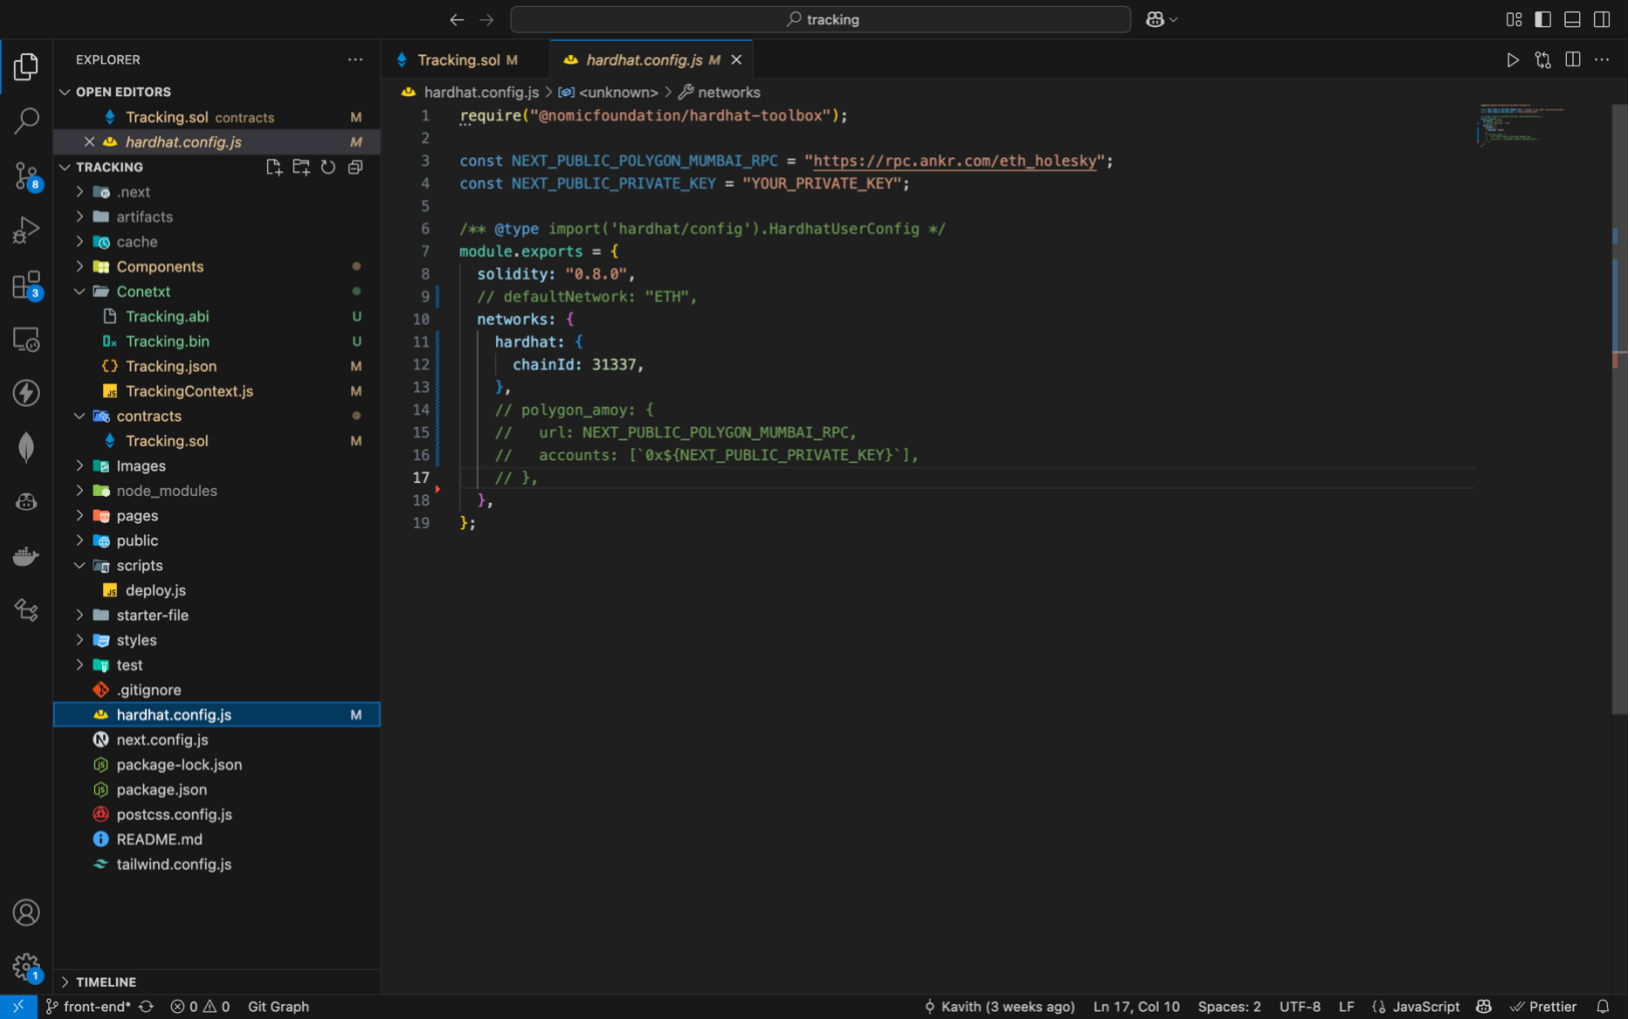 tracking
EXPLORER
Tracking.sol M
hardhat.config.js M
OPEN EDITORS
hardhat.config.js > <unknown> > networks
Tracking.sol contracts M
hardhat.config.js M
TRACKING
.next
artifacts
cache
Components
Conetxt
Tracking.abi U
Tracking.bin U
Tracking.json M
TrackingContext.js M
contracts
Tracking.sol M
Images
node_modules
pages
public
scripts
deploy.js
starter-file
styles
test
.gitignore
hardhat.config.js M
next.config.js
package-lock.json
package.json
postcss.config.js
README.md
tailwind.config.js
TIMELINE
8
3
1
1 require("@nomicfoundation/hardhat-toolbox");
2
3 const NEXT_PUBLIC_POLYGON_MUMBAI_RPC = "https://rpc.ankr.com/eth_holesky";
4 const NEXT_PUBLIC_PRIVATE_KEY = "YOUR_PRIVATE_KEY";
5
6 /** @type import('hardhat/config').HardhatUserConfig */
7 module.exports = {
8 solidity: "0.8.0",
9 // defaultNetwork: "ETH",
10 networks: {
11 hardhat: {
12 chainId: 31337,
13 },
14 // polygon_amoy: {
15 // url: NEXT_PUBLIC_POLYGON_MUMBAI_RPC,
16 // accounts: [`0x${NEXT_PUBLIC_PRIVATE_KEY}`],
17 // },
18 },
19 };
front-end* 0 0 Git Graph
Kavith (3 weeks ago) Ln 17, Col 10 Spaces: 2 UTF-8 LF {} JavaScript Prettier